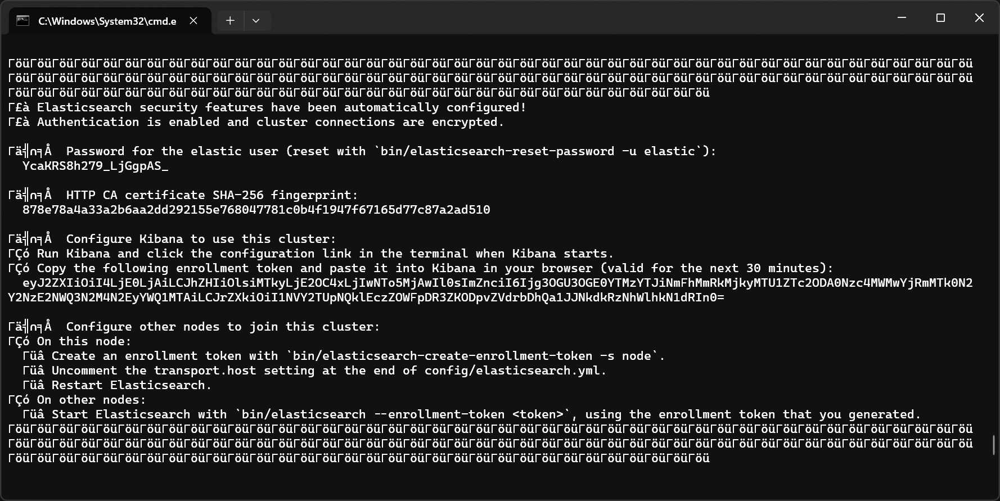 C:\Windows\System32\cmd.e
ΓöüΓöüΓöüΓöüΓöüΓöüΓöüΓöüΓöüΓöüΓöüΓöüΓöüΓöüΓöüΓöüΓöüΓöüΓöüΓöüΓöüΓöüΓöüΓöüΓöüΓöüΓöüΓöüΓöüΓöüΓöüΓöüΓöüΓöüΓöüΓöüΓöüΓöüΓöüΓöüΓöüΓöüΓöüΓöü
ΓöüΓöüΓöüΓöüΓöüΓöüΓöüΓöüΓöüΓöüΓöüΓöüΓöüΓöüΓöüΓöüΓöüΓöüΓöüΓöüΓöüΓöüΓöüΓöüΓöüΓöüΓöüΓöüΓöüΓöüΓöüΓöüΓöüΓöüΓöüΓöüΓöüΓöüΓöüΓöüΓöüΓöüΓöüΓöü
ΓöüΓöüΓöüΓöüΓöüΓöüΓöüΓöüΓöüΓöüΓöüΓöüΓöüΓöüΓöüΓöüΓöüΓöüΓöüΓöüΓöüΓöüΓöüΓöüΓöüΓöüΓöüΓöüΓöüΓöüΓöüΓöü
Γ£à Elasticsearch security features have been automatically configured!
Γ£à Authentication is enabled and cluster connections are encrypted.
Γä╣∩╕Å  Password for the elastic user (reset with `bin/elasticsearch-reset-password -u elastic`):
YcaKRS8h279_LjGgpAS_
Γä╣∩╕Å  HTTP CA certificate SHA-256 fingerprint:
878e78a4a33a2b6aa2dd292155e768047781c0b4f1947f67165d77c87a2ad510
Γä╣∩╕Å  Configure Kibana to use this cluster:
ΓÇó Run Kibana and click the configuration link in the terminal when Kibana starts.
ΓÇó Copy the following enrollment token and paste it into Kibana in your browser (valid for the next 30 minutes):
eyJ2ZXIiOiI4LjE0LjAiLCJhZHIiOlsiMTkyLjE2OC4xLjIwNTo5MjAwIl0sImZnciI6Ijg3OGU3OGE0YTMzYTJiNmFhMmRkMjkyMTU1ZTc2ODA0Nzc4MWMwYjRmMTk0N2
Y2NzE2NWQ3N2M4N2EyYWQ1MTAiLCJrZXkiOiI1NVY2TUpNQklEczZOWFpDR3ZKODpvZVdrbDhQa1JJNkdkRzNhWlhkN1dRIn0=
Γä╣∩╕Å  Configure other nodes to join this cluster:
ΓÇó On this node:
Γüâ Create an enrollment token with `bin/elasticsearch-create-enrollment-token -s node`.
Γüâ Uncomment the transport.host setting at the end of config/elasticsearch.yml.
Γüâ Restart Elasticsearch.
ΓÇó On other nodes:
Γüâ Start Elasticsearch with `bin/elasticsearch --enrollment-token <token>`, using the enrollment token that you generated.
ΓöüΓöüΓöüΓöüΓöüΓöüΓöüΓöüΓöüΓöüΓöüΓöüΓöüΓöüΓöüΓöüΓöüΓöüΓöüΓöüΓöüΓöüΓöüΓöüΓöüΓöüΓöüΓöüΓöüΓöüΓöüΓöüΓöüΓöüΓöüΓöüΓöüΓöüΓöüΓöüΓöüΓöüΓöüΓöü
ΓöüΓöüΓöüΓöüΓöüΓöüΓöüΓöüΓöüΓöüΓöüΓöüΓöüΓöüΓöüΓöüΓöüΓöüΓöüΓöüΓöüΓöüΓöüΓöüΓöüΓöüΓöüΓöüΓöüΓöüΓöüΓöüΓöüΓöüΓöüΓöüΓöüΓöüΓöüΓöüΓöüΓöüΓöüΓöü
ΓöüΓöüΓöüΓöüΓöüΓöüΓöüΓöüΓöüΓöüΓöüΓöüΓöüΓöüΓöüΓöüΓöüΓöüΓöüΓöüΓöüΓöüΓöüΓöüΓöüΓöüΓöüΓöüΓöüΓöüΓöüΓöü